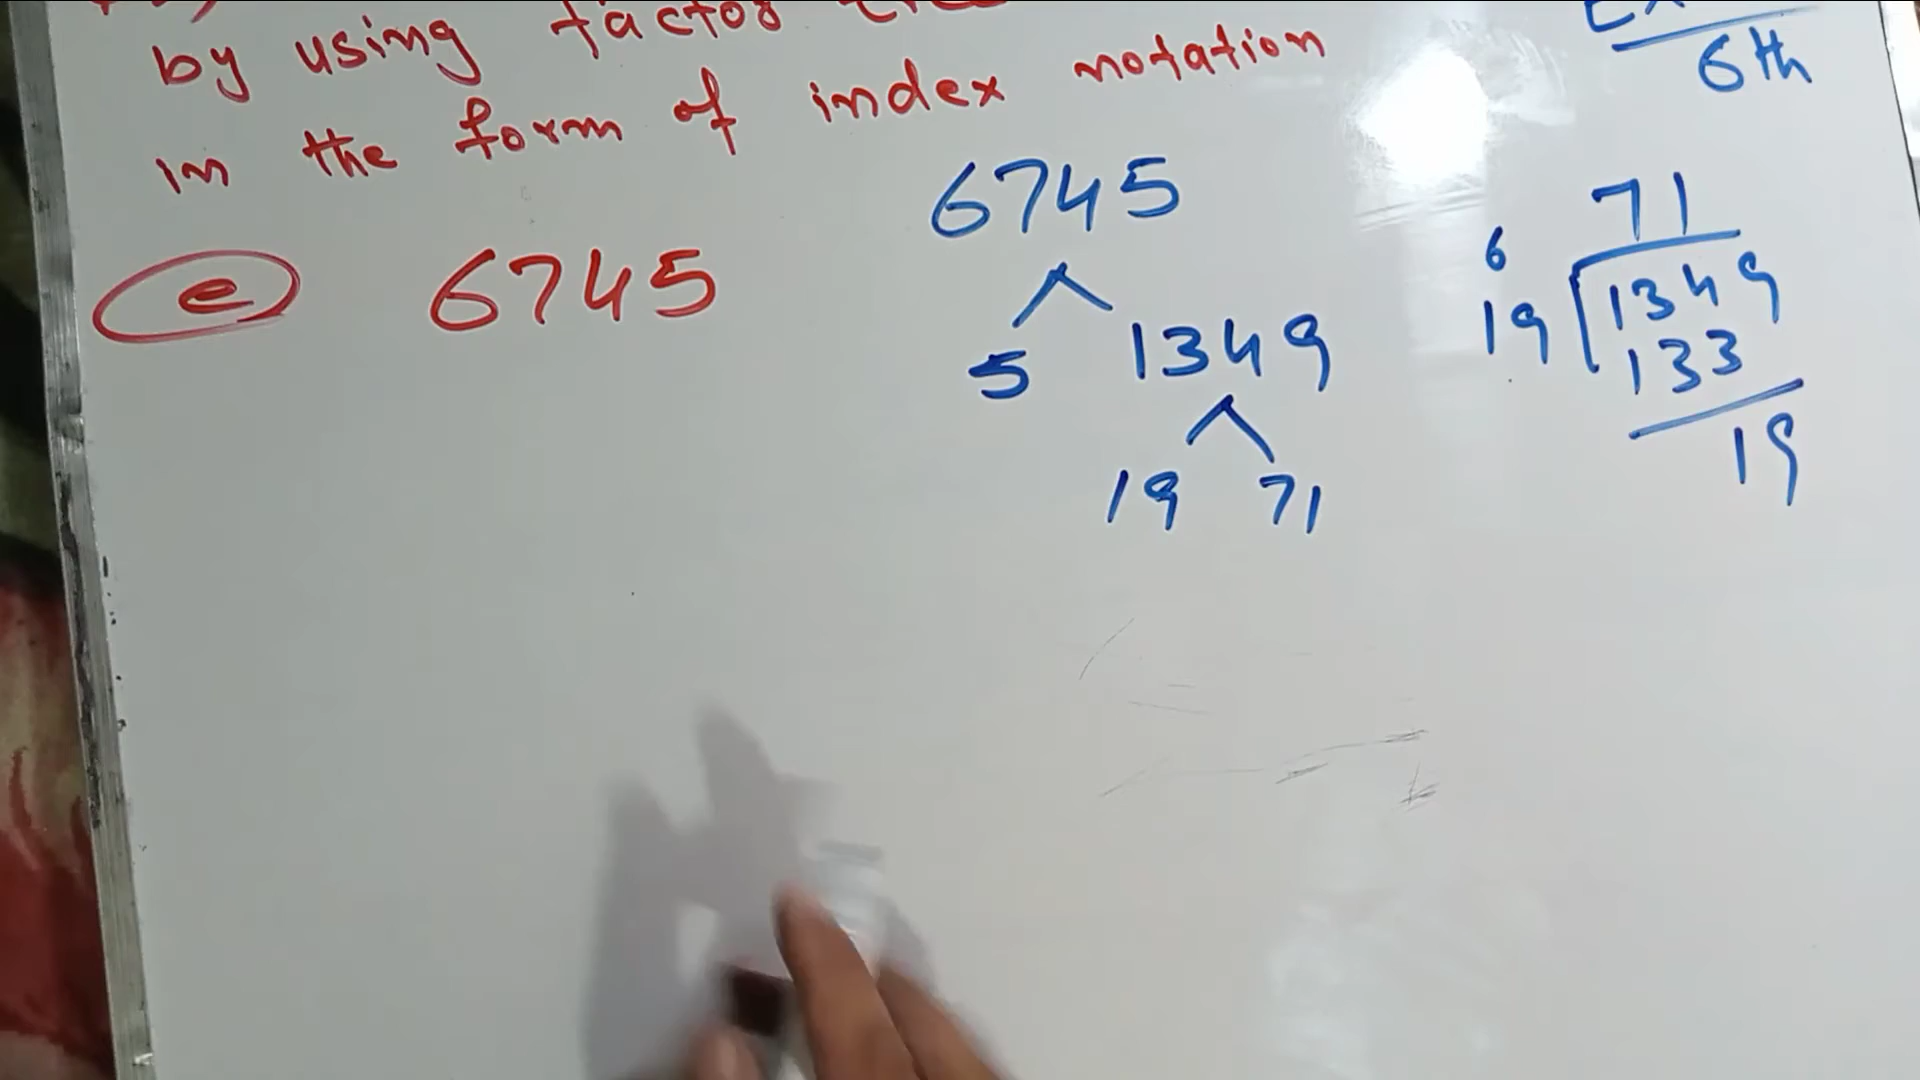 by using factor
in the form of index notation
6th
e 6745
6745
5 1349
19 71
71
6
19 1349
133
19